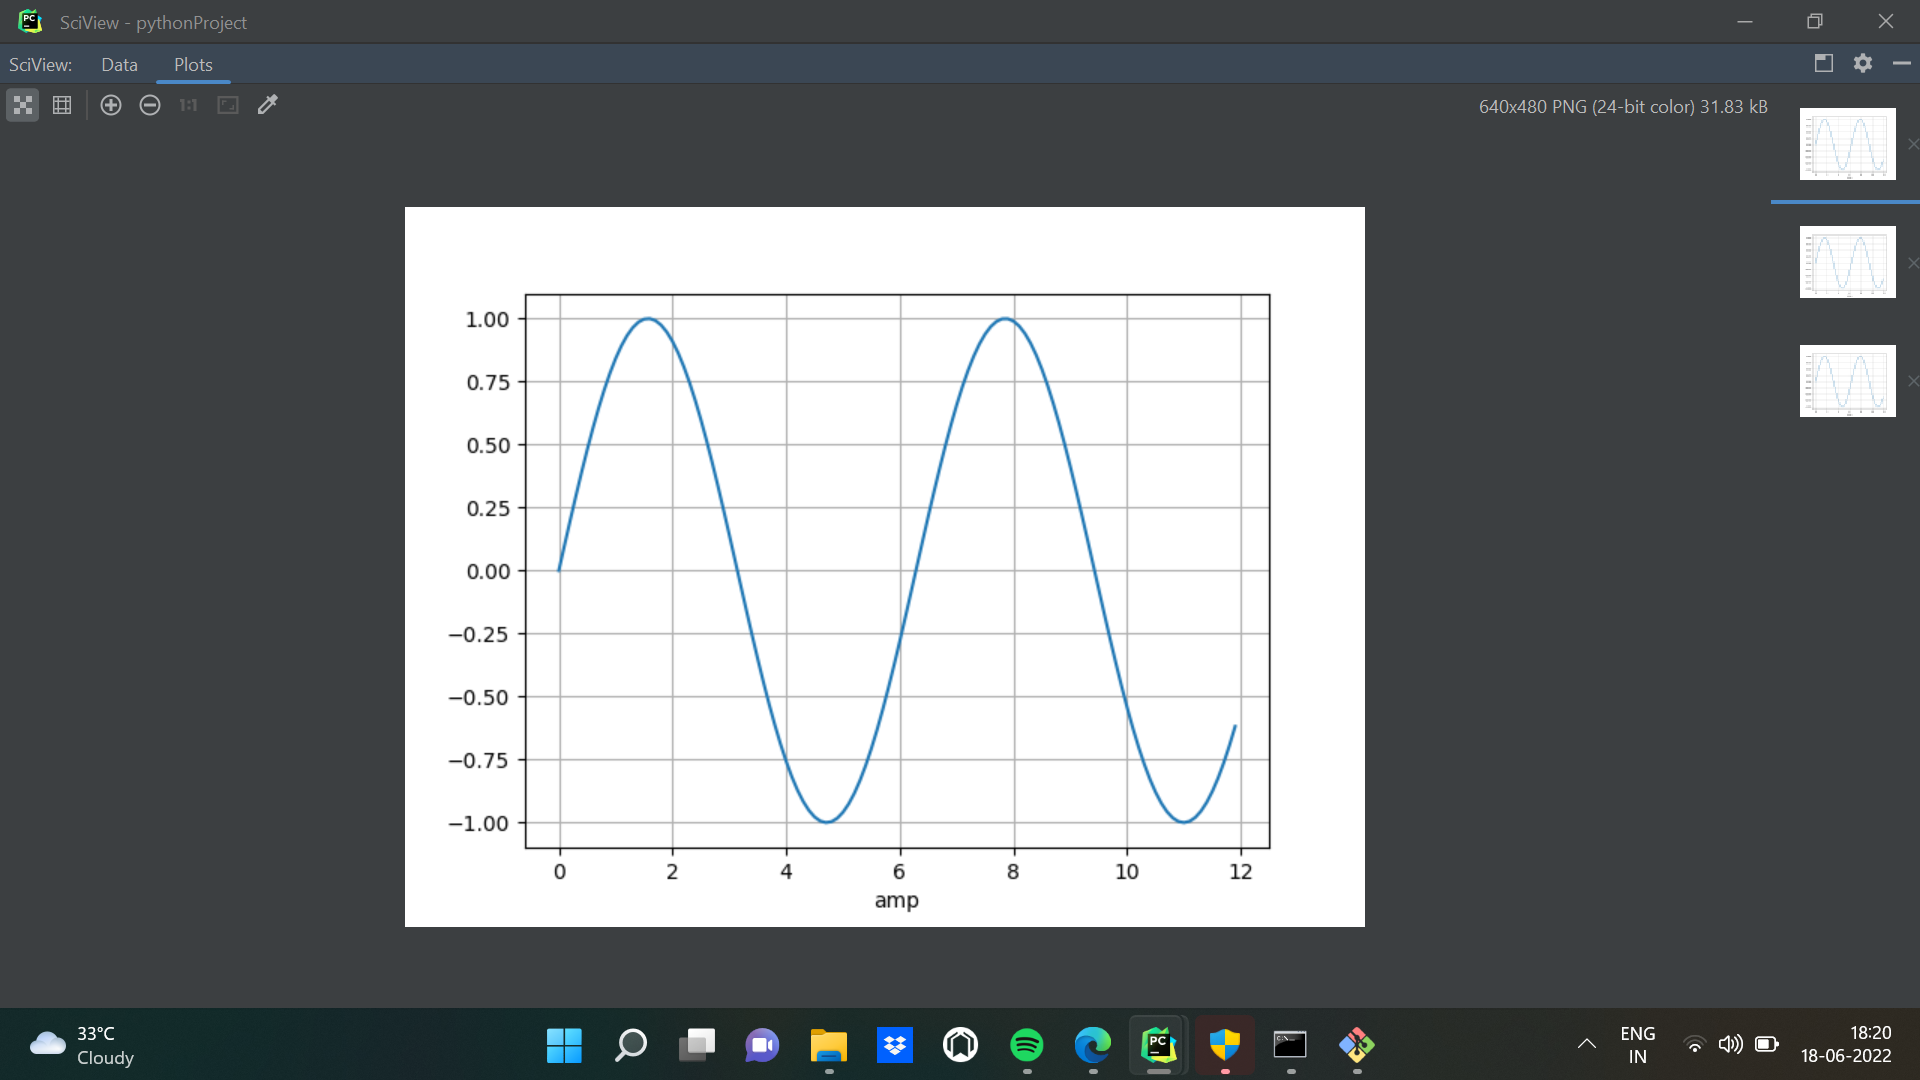 SciView - pythonProject
SciView: Data Plots
1:1
640x480 PNG (24-bit color) 31.83 kB
1.00
0.75
0.50
0.25
0.00
−0.25
−0.50
−0.75
−1.00
0 2 4 6 8 10 12
amp
33°C
Cloudy
PC
ENG
IN
18:20
18-06-2022